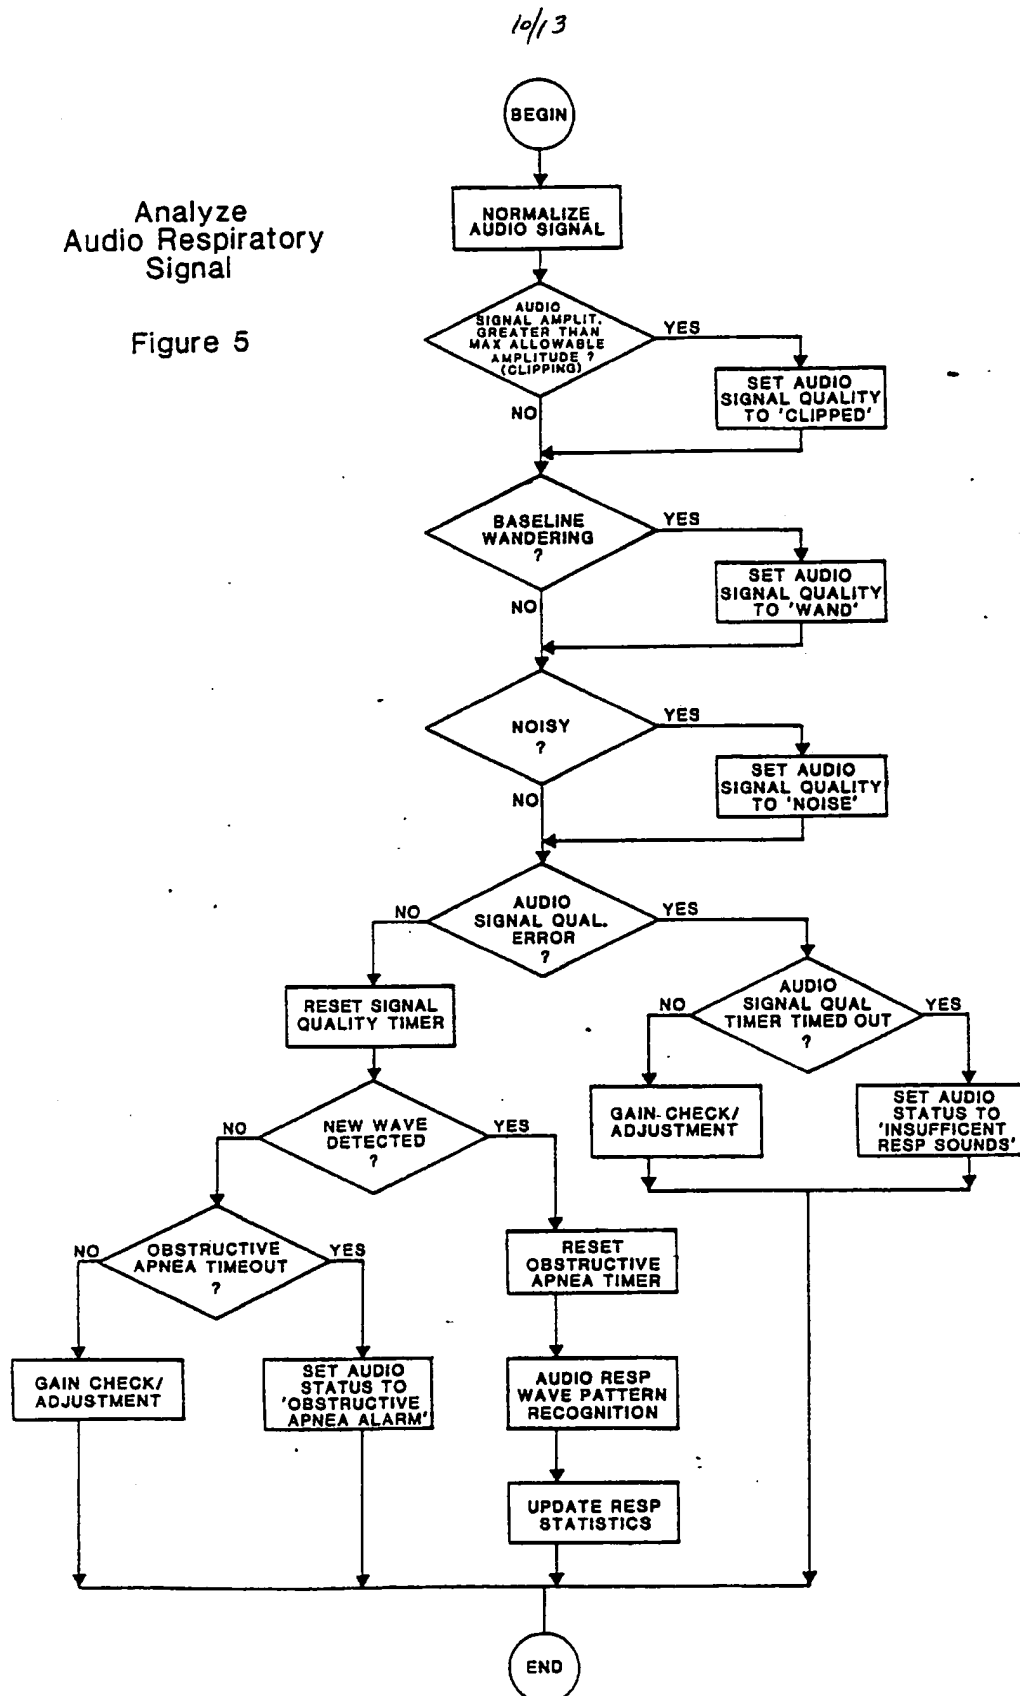 10/13
BEGIN
Analyze
Audio Respiratory
Signal
Figure 5
NORMALIZE
AUDIO SIGNAL
AUDIO
SIGNAL AMPLIT.
GREATER THAN
MAX ALLOWABLE
AMPLITUDE ?
(CLIPPING)
YES
NO
SET AUDIO
SIGNAL QUALITY
TO 'CLIPPED'
BASELINE
WANDERING
?
YES
NO
SET AUDIO
SIGNAL QUALITY
TO 'WAND'
NOISY
?
YES
NO
SET AUDIO
SIGNAL QUALITY
TO 'NOISE'
AUDIO
SIGNAL QUAL.
ERROR
?
NO
YES
RESET SIGNAL
QUALITY TIMER
AUDIO
SIGNAL QUAL
TIMER TIMED OUT
?
NO
YES
GAIN-CHECK/
ADJUSTMENT
SET AUDIO
STATUS TO
'INSUFFICENT
RESP SOUNDS'
NEW WAVE
DETECTED
?
NO
YES
OBSTRUCTIVE
APNEA TIMEOUT
?
NO
YES
RESET
OBSTRUCTIVE
APNEA TIMER
GAIN CHECK/
ADJUSTMENT
SET AUDIO
STATUS TO
'OBSTRUCTIVE
APNEA ALARM'
AUDIO RESP
WAVE PATTERN
RECOGNITION
UPDATE RESP
STATISTICS
END